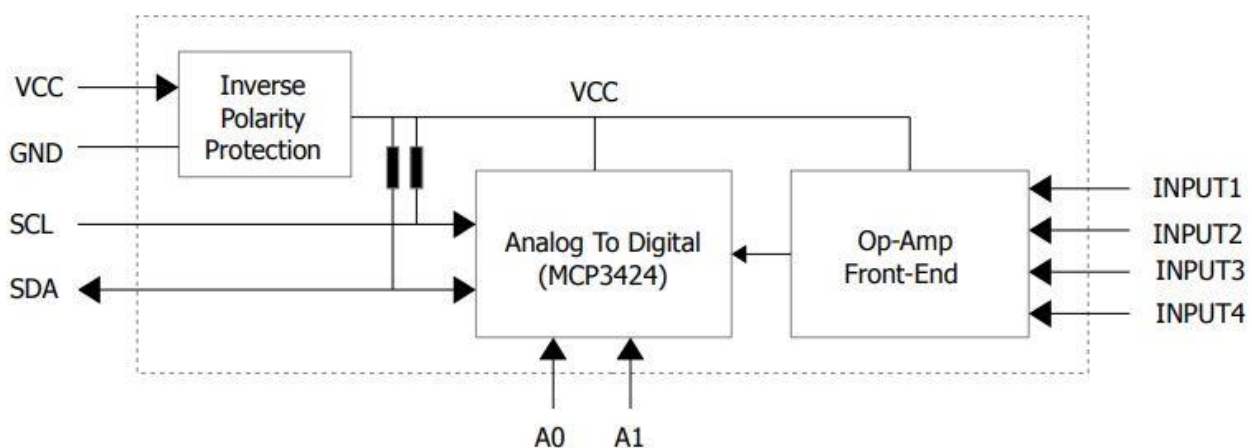 VCC
GND
SCL
SDA
Inverse
Polarity
Protection
VCC
Analog To Digital
(MCP3424)
Op-Amp
Front-End
INPUT1
INPUT2
INPUT3
INPUT4
A0
A1